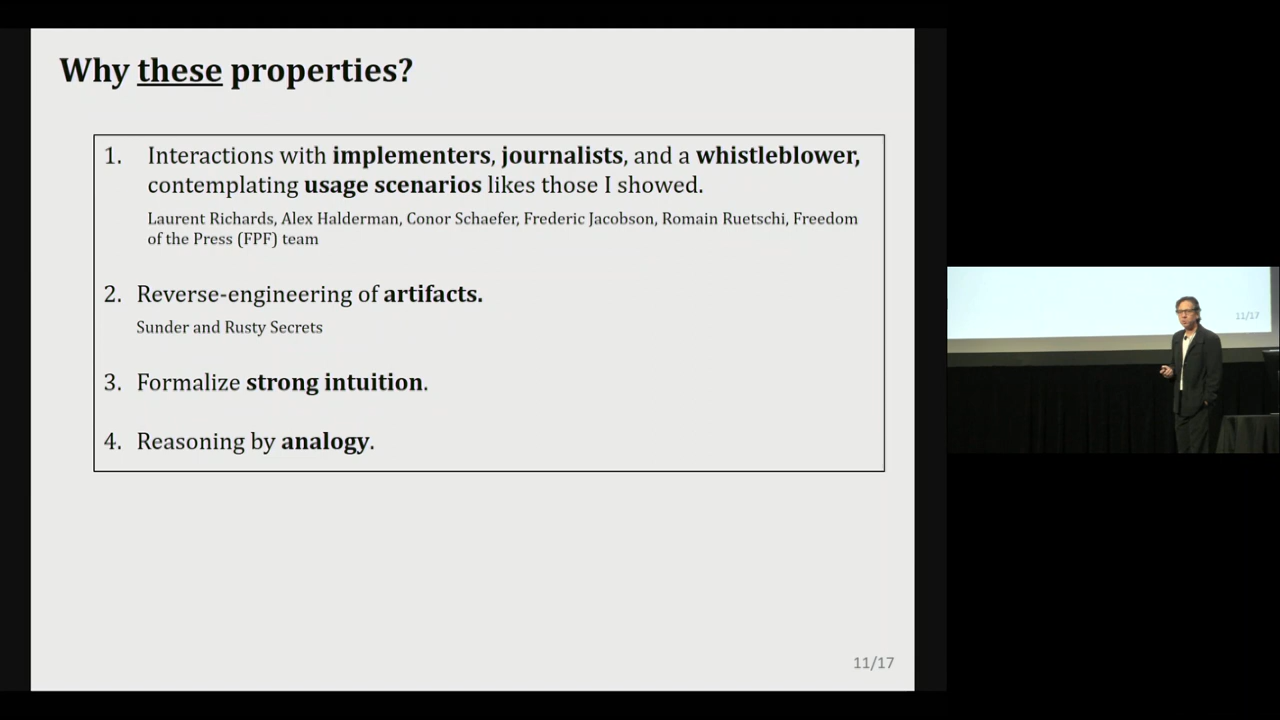 Why these properties?
1. Interactions with implementers, journalists, and a whistleblower,
contemplating usage scenarios likes those I showed.
Laurent Richards, Alex Halderman, Conor Schaefer, Frederic Jacobson, Romain Ruetschi, Freedom
of the Press (FPF) team
2. Reverse-engineering of artifacts.
Sunder and Rusty Secrets
3. Formalize strong intuition.
4. Reasoning by analogy.
11/17
11/17